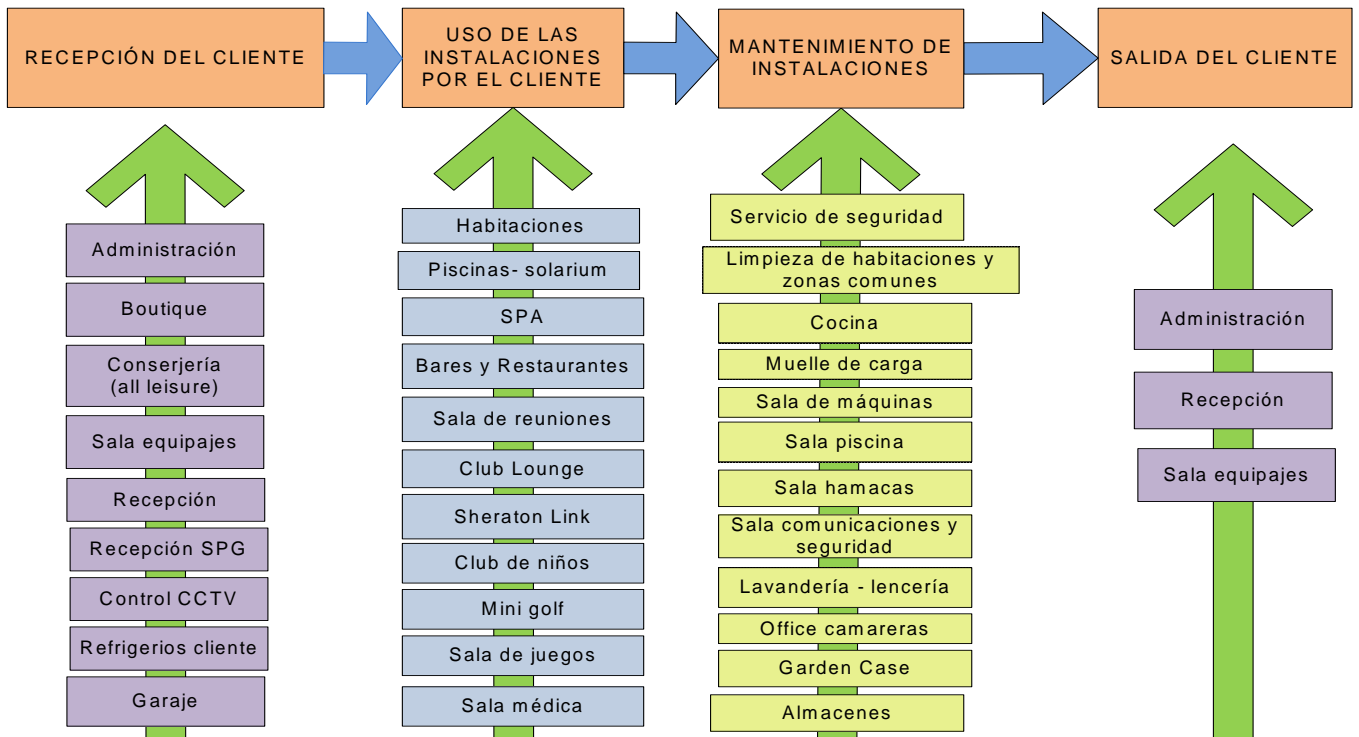 RECEPCIÓN DEL CLIENTE
USO DE LAS
INSTALACIONES
POR EL CLIENTE
MANTENIMIENTO DE
INSTALACIONES
SALIDA DEL CLIENTE
Administración
Boutique
Conserjería
(all leisure)
Sala equipajes
Recepción
Recepción SPG
Control CCTV
Refrigerios cliente
Garaje
Habitaciones
Piscinas- solarium
SPA
Bares y Restaurantes
Sala de reuniones
Club Lounge
Sheraton Link
Club de niños
Mini golf
Sala de juegos
Sala médica
Servicio de seguridad
Limpieza de habitaciones y
zonas comunes
Cocina
Muelle de carga
Sala de máquinas
Sala piscina
Sala hamacas
Sala comunicaciones y
seguridad
Lavandería - lencería
Office camareras
Garden Case
Almacenes
Administración
Recepción
Sala equipajes